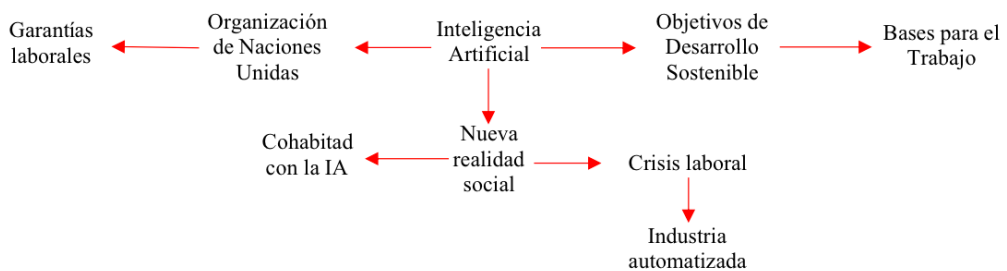 Garantías
laborales
Organización
de Naciones
Unidas
Inteligencia
Artificial
Objetivos de
Desarrollo
Sostenible
Bases para el
Trabajo
Cohabitad
con la IA
Nueva
realidad
social
Crisis laboral
Industria
automatizada